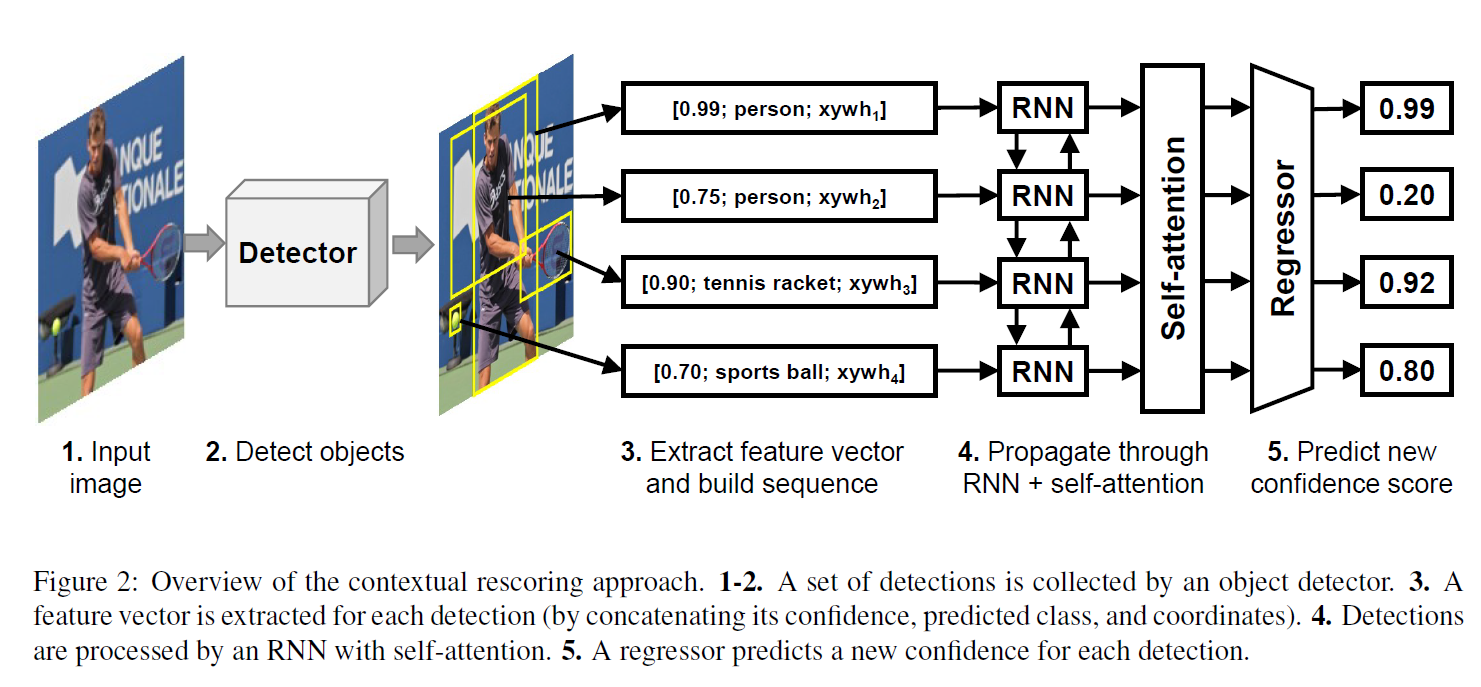 NQUE
TIONALE
Detector
NQUE
TIONALE
[0.99; person; xywh1]
[0.75; person; xywh2]
[0.90; tennis racket; xywh3]
[0.70; sports ball; xywh4]
RNN
RNN
RNN
RNN
Self-attention
Regressor
0.99
0.20
0.92
0.80
1. Input
image
2. Detect objects
3. Extract feature vector
and build sequence
4. Propagate through
RNN + self-attention
5. Predict new
confidence score
Figure 2: Overview of the contextual rescoring approach. 1-2. A set of detections is collected by an object detector. 3. A
feature vector is extracted for each detection (by concatenating its confidence, predicted class, and coordinates). 4. Detections
are processed by an RNN with self-attention. 5. A regressor predicts a new confidence for each detection.